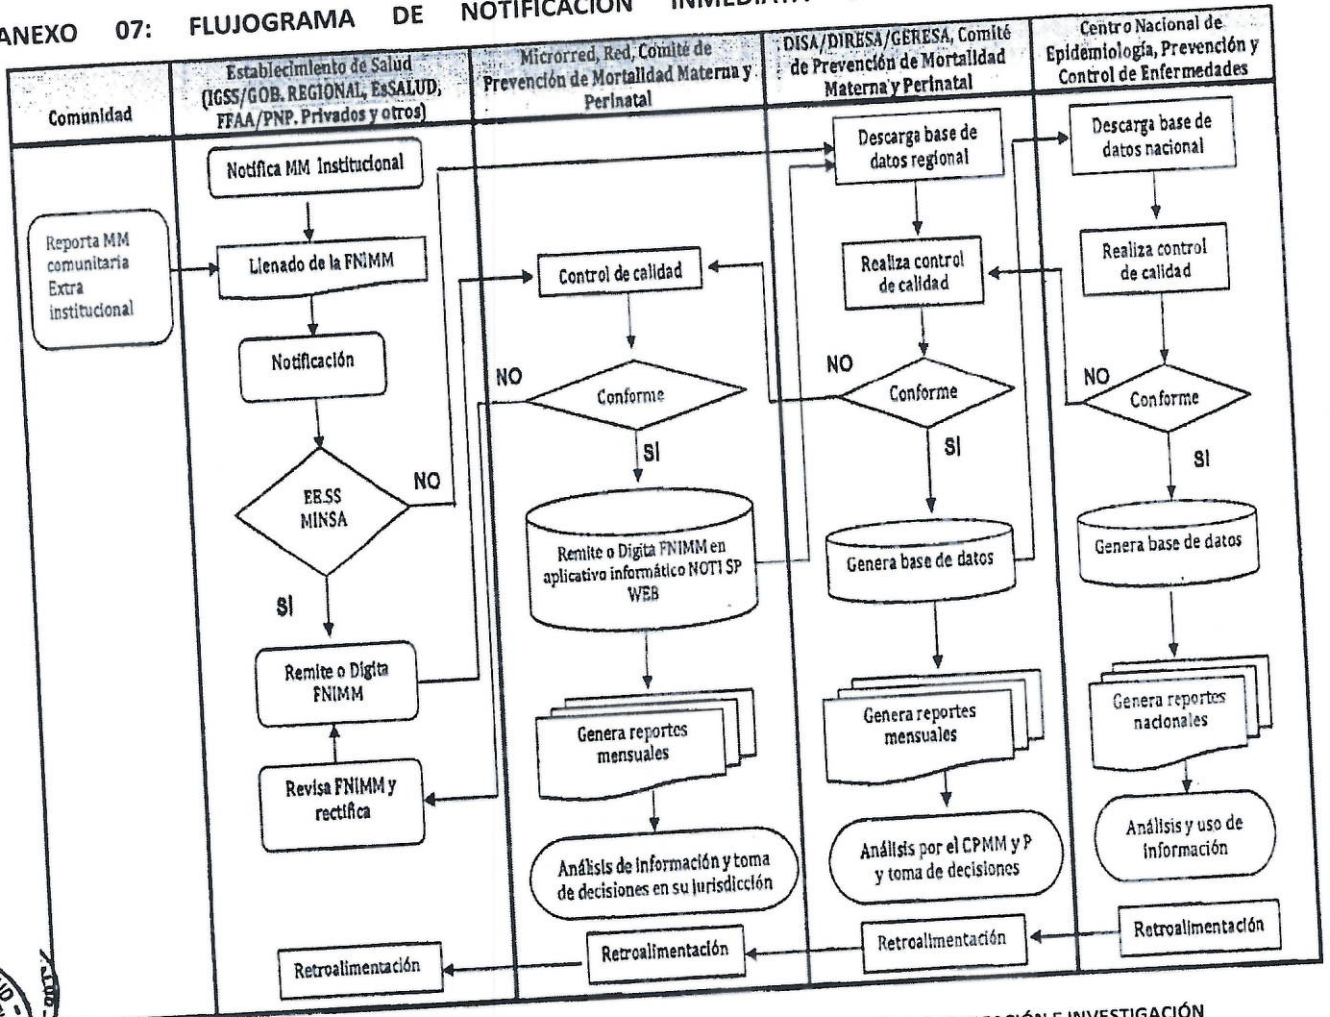 ANEXO 07: FLUJOGRAMA DE NOTIFICACIÓN INMEDIATA
Comunidad
Establecimiento de Salud
(IGSS/GOB. REGIONAL, EsSALUD,
FFAA/PNP. Privados y otros)
Microrred, Red, Comité de
Prevención de Mortalidad Materna y
Perinatal
DISA/DIRESA/GERESA, Comité
de Prevención de Mortalidad
Materna y Perinatal
Centro Nacional de
Epidemiología, Prevención y
Control de Enfermedades
Reporta MM
comunitaria
Extra
institucional
Notifica MM Institucional
Llenado de la FNIMM
Notificación
EE.SS
MINSA
NO
SI
Remite o Digita
FNIMM
Revisa FNIMM y
rectifica
Retroalimentación
Control de calidad
Conforme
NO
SI
Remite o Digita FNIMM en
aplicativo informático NOTI SP
WEB
Genera reportes
mensuales
Análisis de información y toma
de decisiones en su jurisdicción
Retroalimentación
Descarga base de
datos regional
Realiza control
de calidad
Conforme
NO
SI
Genera base de datos
Genera reportes
mensuales
Análisis por el CPMM y P
y toma de decisiones
Retroalimentación
Descarga base de
datos nacional
Realiza control
de calidad
Conforme
NO
SI
Genera base de datos
Genera reportes
nacionales
Análisis y uso de
información
Retroalimentación
E INVESTIGACIÓN